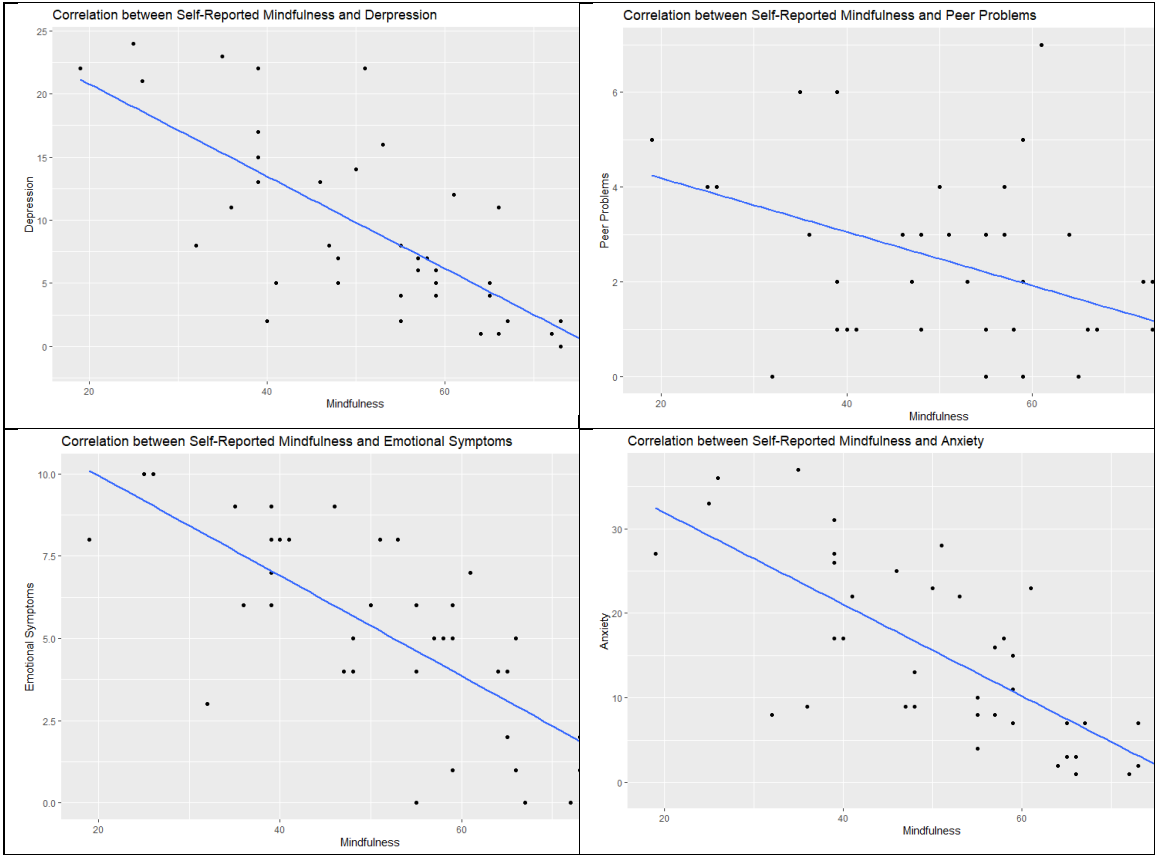 Correlation between Self-Reported Mindfulness and Derpression
25
20
15
10
5
0
Depression
20 40 60
Mindfulness
Correlation between Self-Reported Mindfulness and Peer Problems
6
4
2
0
Peer Problems
20 40 60
Mindfulness
Correlation between Self-Reported Mindfulness and Emotional Symptoms
10.0
7.5
5.0
2.5
0.0
Emotional Symptoms
20 40 60
Mindfulness
Correlation between Self-Reported Mindfulness and Anxiety
30
20
10
0
Anxiety
20 40 60
Mindfulness